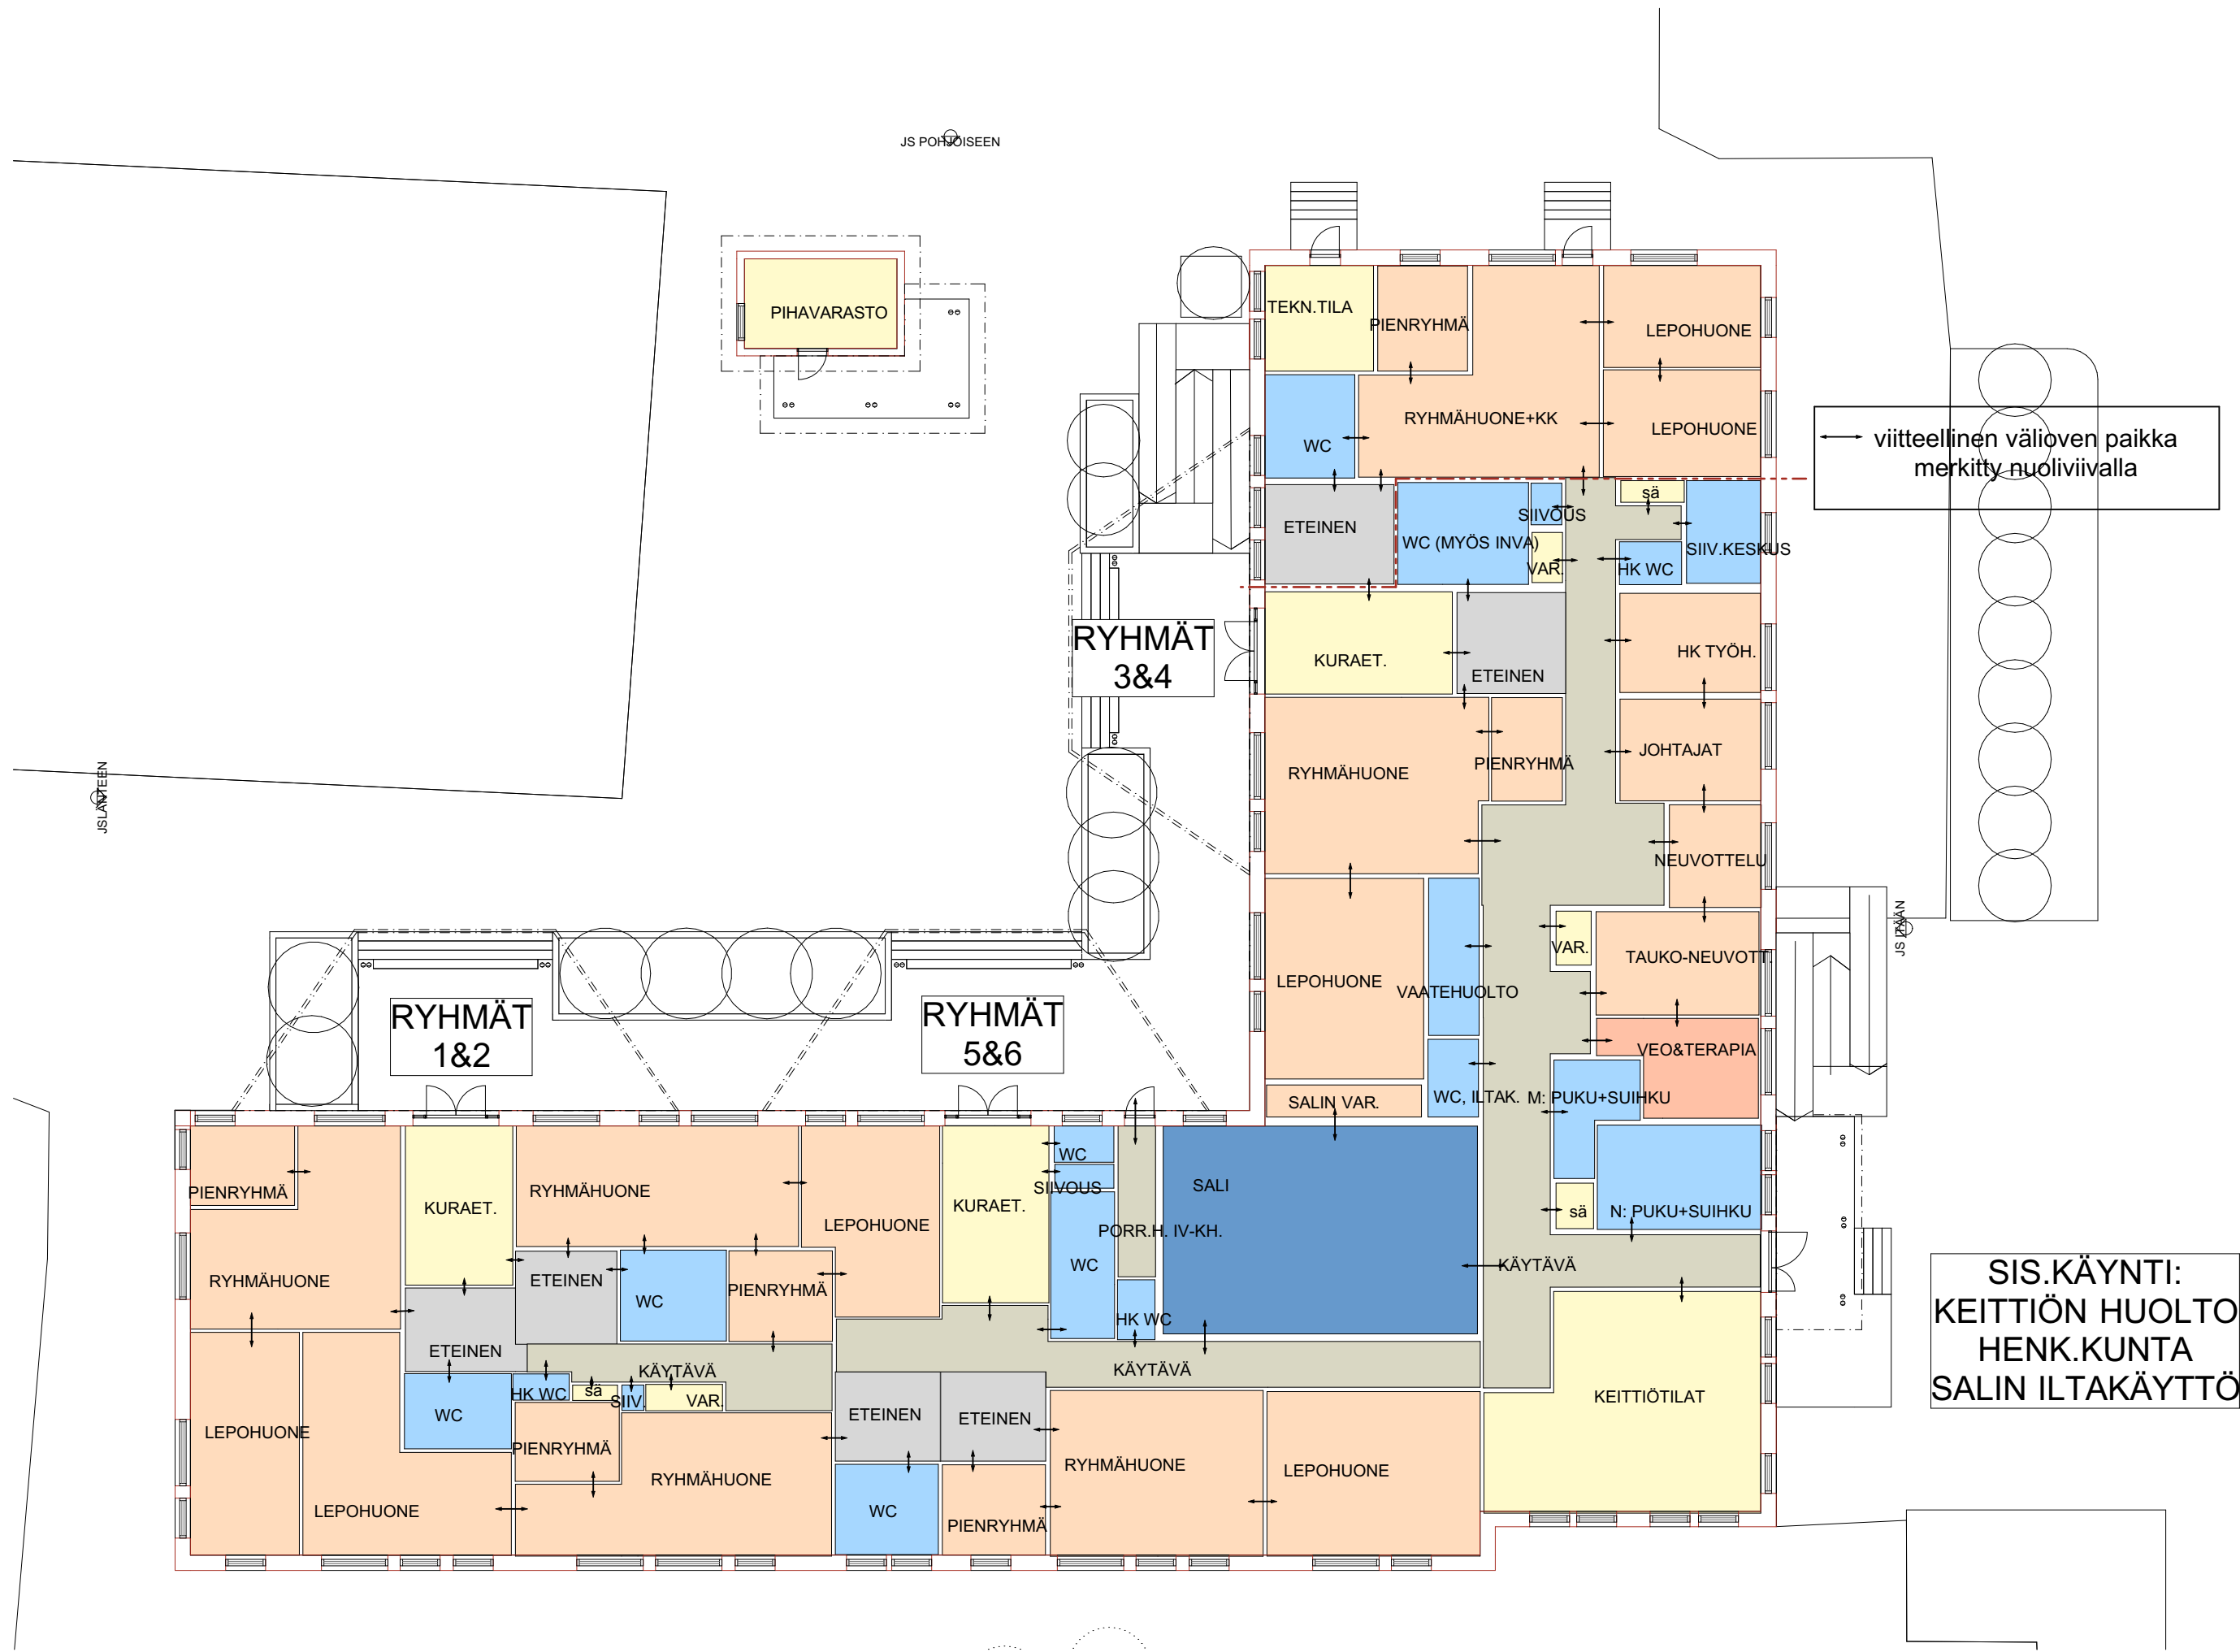 JS POHJOISEEN
PIHAVARASTO
TEKN.TILA
PIENRYHMÄ
LEPOHUONE
RYHMÄHUONE+KK
LEPOHUONE
WC
viitteellinen välioven paikka
merkitty nuoliviivalla
ETEINEN
WC (MYÖS INVA)
SIIVOUS
sä
VAR.
HK WC
SIIV.KESKUS
RYHMÄT
3&4
KURAET.
ETEINEN
HK TYÖH.
JOHTAJAT
RYHMÄHUONE
PIENRYHMÄ
NEUVOTTELU
JSLÄNTEEN
JS ITÄÄN
LEPOHUONE
VAATEHUOLTO
VAR.
TAUKO-NEUVOTT.
VEO&TERAPIA
RYHMÄT
1&2
RYHMÄT
5&6
SALIN VAR.
WC, ILTAK.
M: PUKU+SUIHKU
PIENRYHMÄ
KURAET.
RYHMÄHUONE
LEPOHUONE
KURAET.
WC
SIIVOUS
SALI
sä
N: PUKU+SUIHKU
PORR.H.
IV-KH.
WC
KÄYTÄVÄ
RYHMÄHUONE
ETEINEN
WC
PIENRYHMÄ
HK WC
SIS.KÄYNTI:
KEITTIÖN HUOLTO
HENK.KUNTA
SALIN ILTAKÄYTTÖ
ETEINEN
KÄYTÄVÄ
KÄYTÄVÄ
HK WC
sä
SIIV.
VAR.
KEITTIÖTILAT
WC
ETEINEN
ETEINEN
LEPOHUONE
PIENRYHMÄ
RYHMÄHUONE
RYHMÄHUONE
LEPOHUONE
LEPOHUONE
WC
PIENRYHMÄ